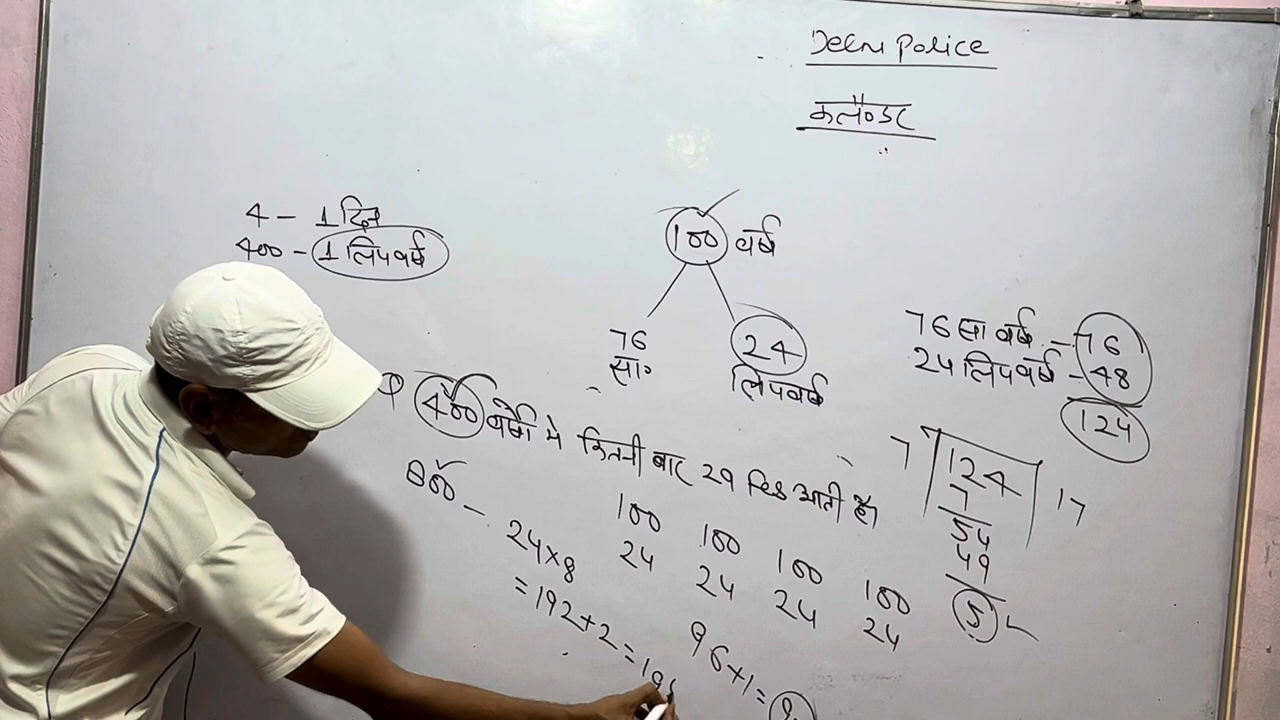 Delhi Police
कलैण्डर
4 - 1 दिन
400 - 1 लिपवर्ष
100 वर्ष
76
सा०
24
लिपवर्ष
76 सा वर्ष - 76
24 लिपवर्ष - 48
124
400 वर्षो मे कितनी बार 29 आती है।
800 -
24×8
= 192+2 = 19
100 100 100 100
24 24 24 24
96+1 = 9
7 124 17
7
54
49
5